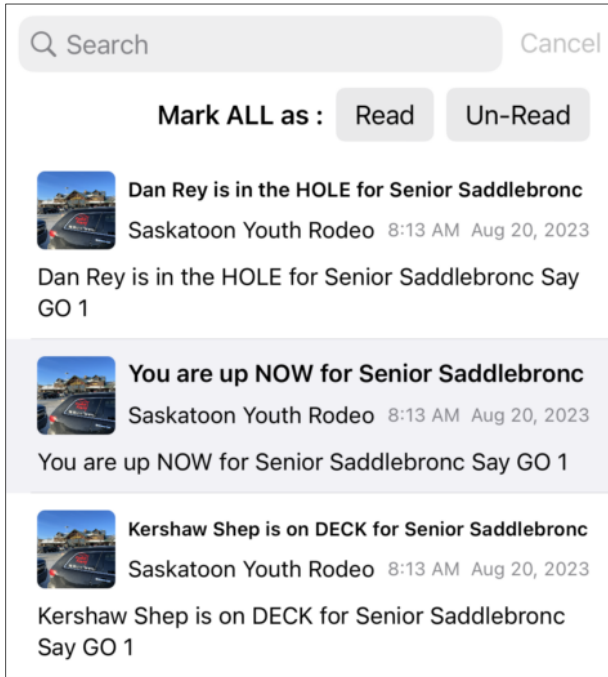 Search Cancel
Mark ALL as : Read Un-Read
Dan Rey is in the HOLE for Senior Saddlebronc
Saskatoon Youth Rodeo 8:13 AM Aug 20, 2023
Dan Rey is in the HOLE for Senior Saddlebronc Say
GO 1
You are up NOW for Senior Saddlebronc
Saskatoon Youth Rodeo 8:13 AM Aug 20, 2023
You are up NOW for Senior Saddlebronc Say GO 1
Kershaw Shep is on DECK for Senior Saddlebronc
Saskatoon Youth Rodeo 8:13 AM Aug 20, 2023
Kershaw Shep is on DECK for Senior Saddlebronc
Say GO 1